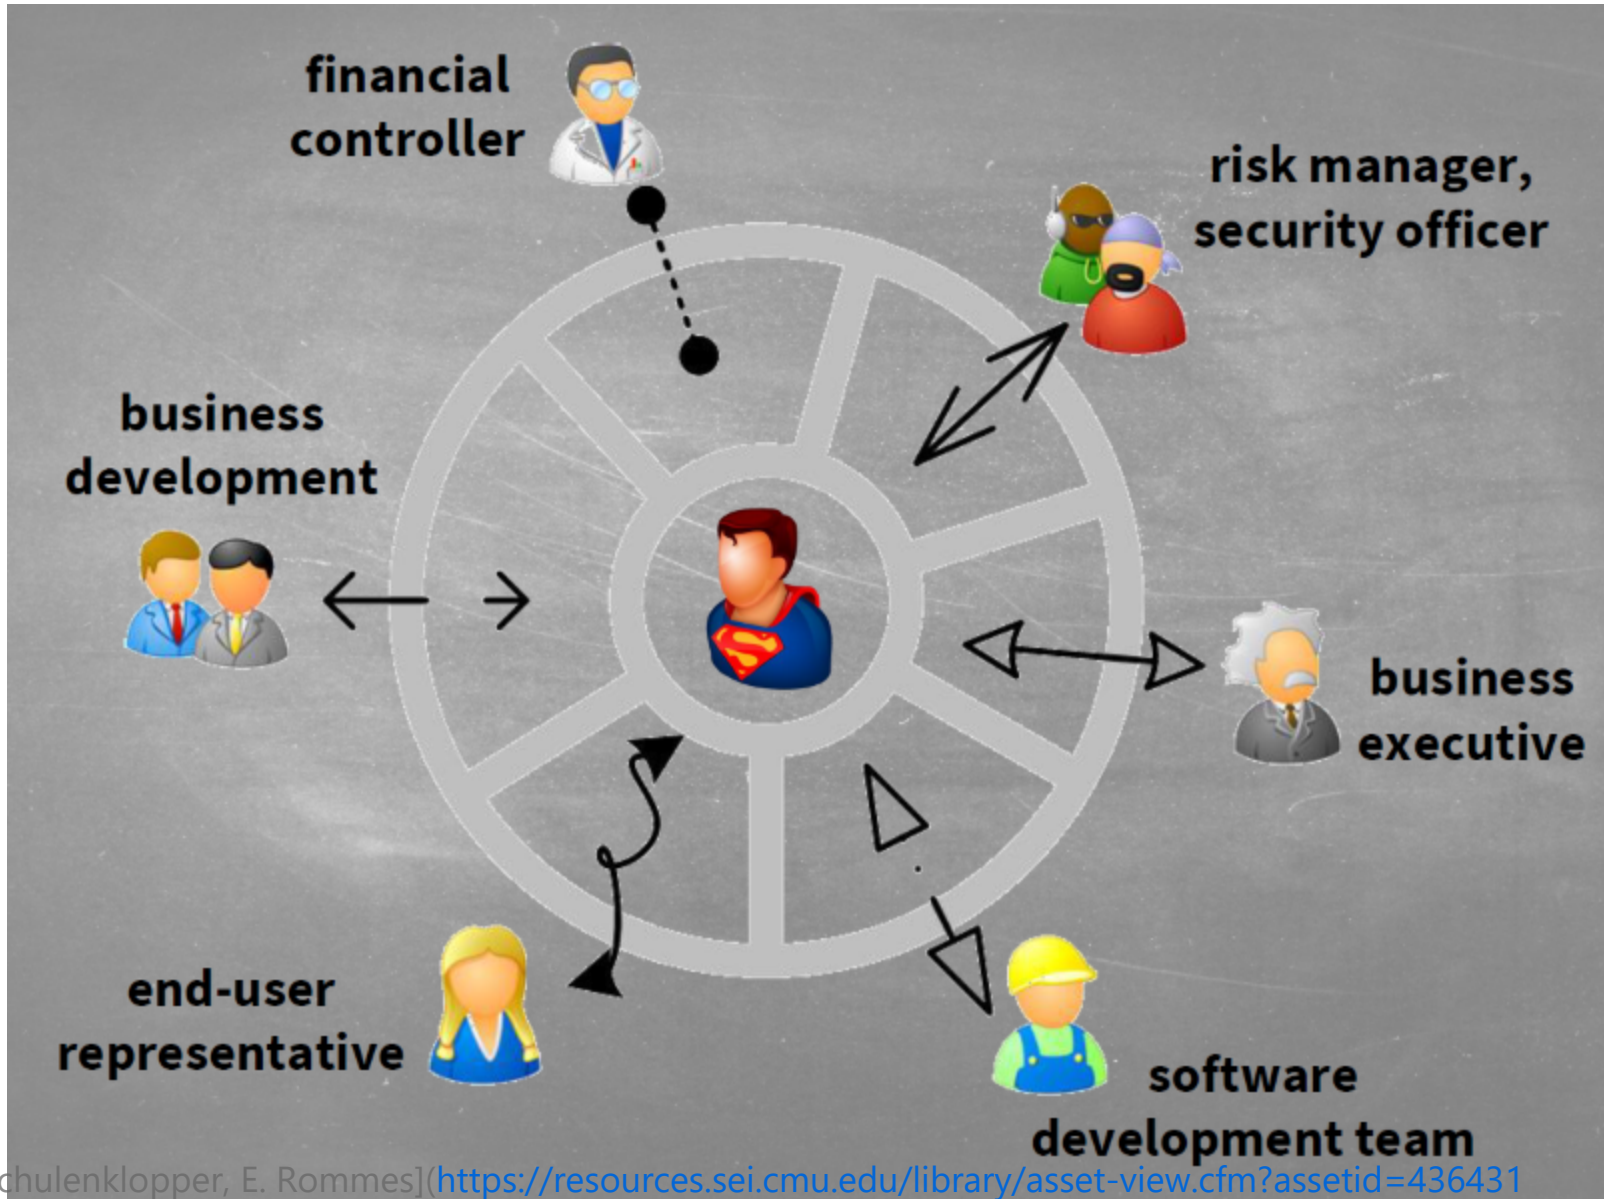 financial
controller
risk manager,
security officer
business
development
business
executive
end-user
representative
software
development team
chulenklopper, E. Rommes](https://resources.sei.cmu.edu/library/asset-view.cfm?assetid=436431